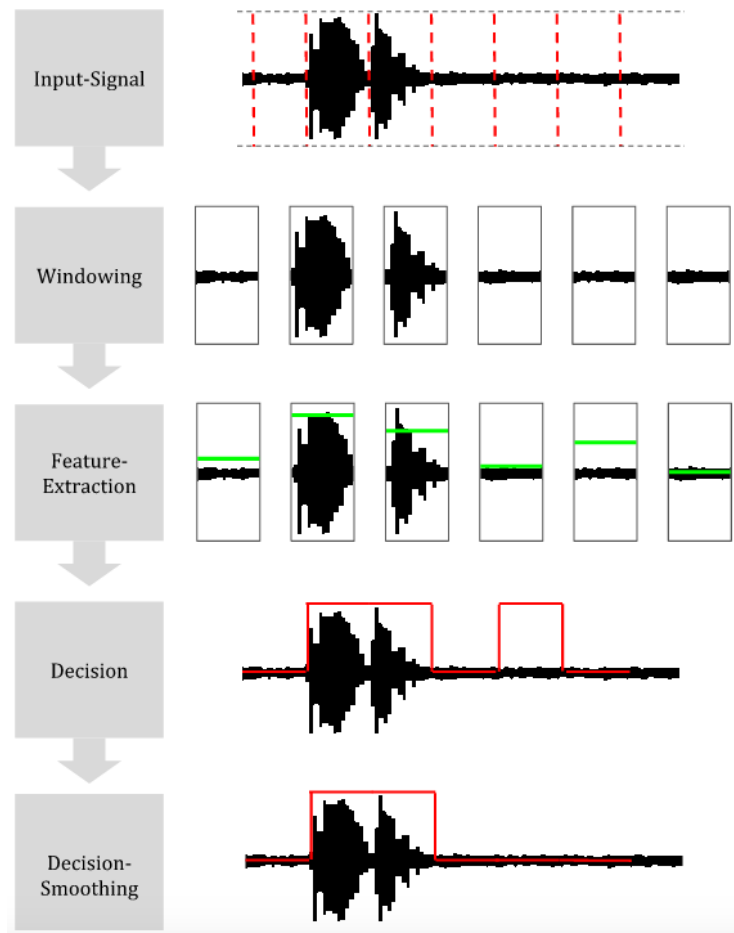 Input-Signal
Windowing
Feature-
Extraction
Decision
Decision-
Smoothing